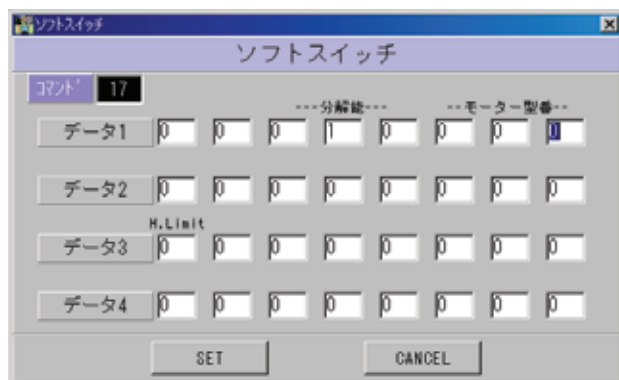 ソフトスイッチ
ソフトスイッチ
コマンド 17
---分解能--- --モーター型番--
データ1 0 0 0 1 0 0 0 0
データ2 0 0 0 0 0 0 0 0
H.Limit
データ3 0 0 0 0 0 0 0 0
データ4 0 0 0 0 0 0 0 0
SET CANCEL